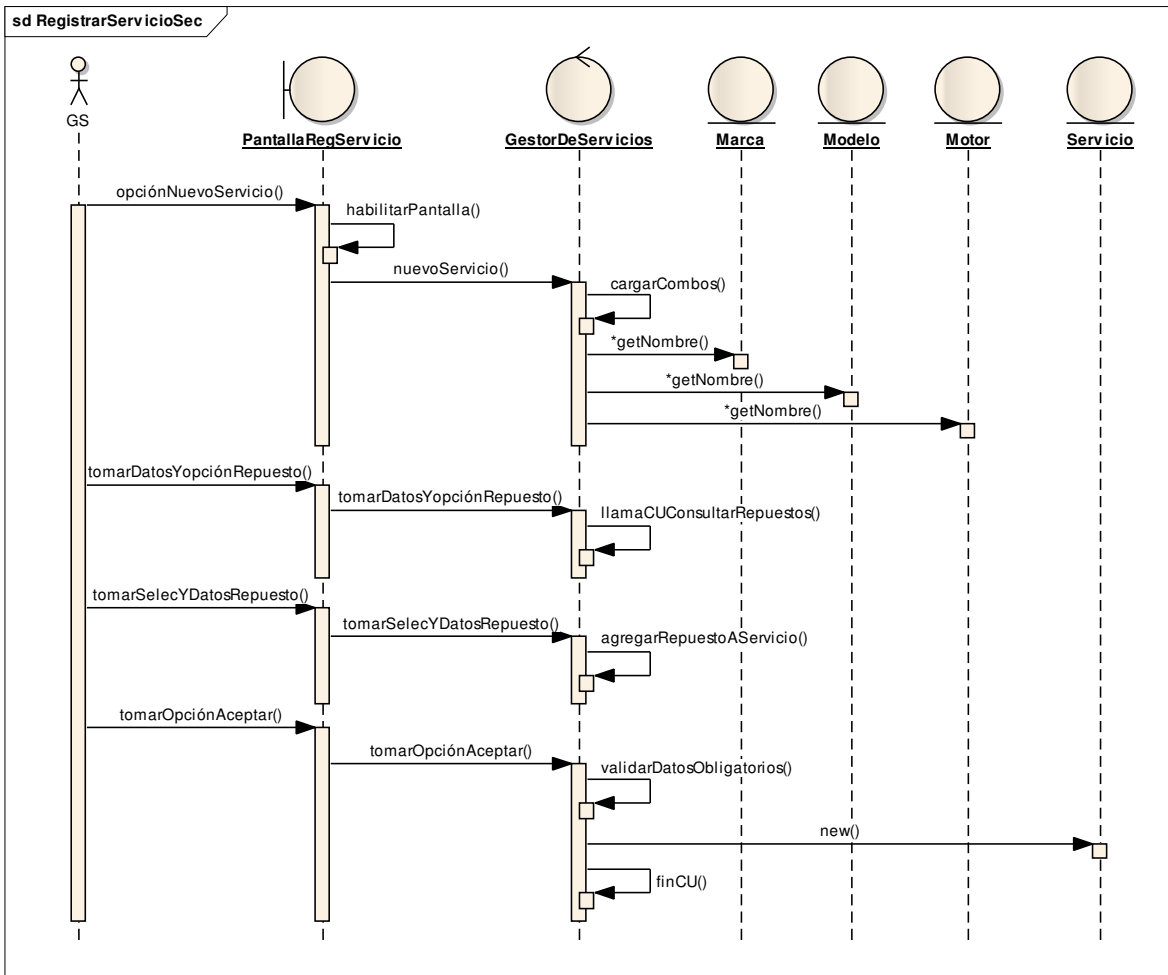 sd RegistrarServicioSec
GS
PantallaRegServicio
GestorDeServicios
Marca
Modelo
Motor
Servicio
opciónNuevoServicio()
habilitarPantalla()
nuevoServicio()
cargarCombos()
*getNombre()
*getNombre()
*getNombre()
tomarDatosYopciónRepuesto()
tomarDatosYopciónRepuesto()
llamaCUConsultarRepuestos()
tomarSelecYDatosRepuesto()
tomarSelecYDatosRepuesto()
agregarRepuestoAServicio()
tomarOpciónAceptar()
tomarOpciónAceptar()
validarDatosObligatorios()
new()
finCU()